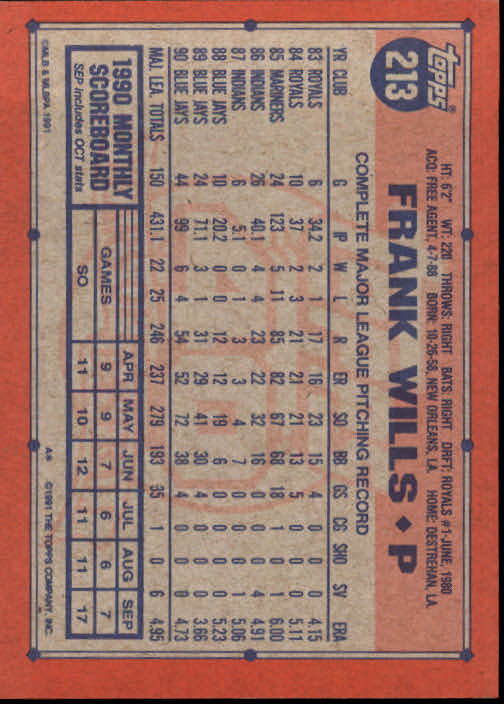 TOPPS®
213
HT: 6'2" WT: 220 THROWS: RIGHT BATS: RIGHT DRFT: ROYALS #1-JUNE, 1980
ACQ: FREE AGENT, 4-7-88 BORN: 10-26-58, NEW ORLEANS, LA. HOME: DESTREHAN, LA.
FRANK WILLS ♦ P
COMPLETE MAJOR LEAGUE PITCHING RECORD
YR CLUB G IP W L R ER SO BB GS CG SHO SV ERA
83 ROYALS 6 34.2 2 1 17 16 23 15 4 0 0 0 4.15
84 ROYALS 10 37 2 3 21 21 21 13 5 0 0 0 5.11
85 MARINERS 24 123 5 11 85 82 67 68 18 1 0 1 6.00
86 INDIANS 26 40.1 4 4 23 22 32 16 0 0 0 4 4.91
87 INDIANS 6 5.1 0 1 3 3 4 7 0 0 0 1 5.06
88 BLUE JAYS 10 20.2 0 0 12 12 19 6 0 0 0 0 5.23
89 BLUE JAYS 24 71.1 3 1 31 29 41 30 4 0 0 0 3.66
90 BLUE JAYS 44 99 6 4 54 52 72 38 4 0 0 0 4.73
MAJ. LEA. TOTALS 150 431.1 22 25 246 237 279 193 35 1 0 6 4.95
1990 MONTHLY
SCOREBOARD
SEP includes OCT stats
APR MAY JUN JUL AUG SEP
GAMES 9 9 7 6 6 7
SO 11 10 12 11 11 17
©MLB & MLBPA 1991
A* ©1991 THE TOPPS COMPANY, INC.